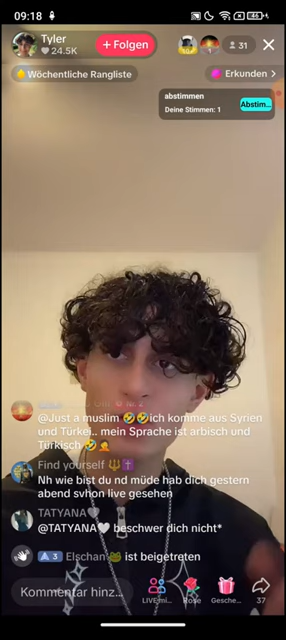 09:18
46
Tyler
24.5K
+ Folgen
31
Wöchentliche Rangliste
Erkunden >
abstimmen
Deine Stimmen: 1
Abstim...
@Just a muslim 🤣🤣ich komme aus Syrien
und Türkei.. mein Sprache ist arbisch und
Türkisch 🤣🤦
Find yourself 🔱✝️
Nh wie bist du nd müde hab dich gestern
abend svhon live gesehen
TATYANA🤍
@TATYANA🤍 beschwer dich nicht*
3 Elschan🐸 ist beigetreten
Kommentar hinz...
LIVE-mi...
Rose
Gesche...
37